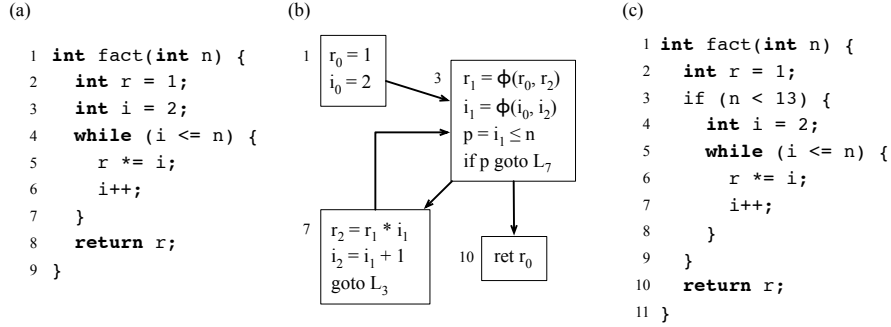 (a)
1 int fact(int n) {
2 int r = 1;
3 int i = 2;
4 while (i <= n) {
5 r *= i;
6 i++;
7 }
8 return r;
9 }
(b)
1
r₀ = 1
i₀ = 2
3
r₁ = ϕ(r₀, r₂)
i₁ = ϕ(i₀, i₂)
p = i₁ ≤ n
if p goto L₇
7
r₂ = r₁ * i₁
i₂ = i₁ + 1
goto L₃
10 ret r₀
(c)
1 int fact(int n) {
2 int r = 1;
3 if (n < 13) {
4 int i = 2;
5 while (i <= n) {
6 r *= i;
7 i++;
8 }
9 }
10 return r;
11 }